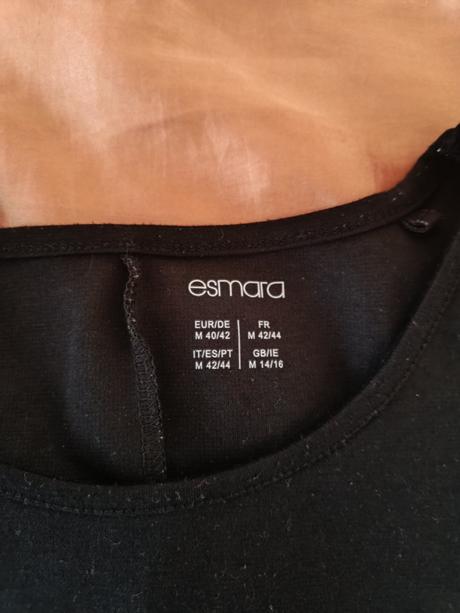 esmara
EUR/DE FR
M 40/42 M 42/44
IT/ES/PT GB/IE
M 42/44 M 14/16